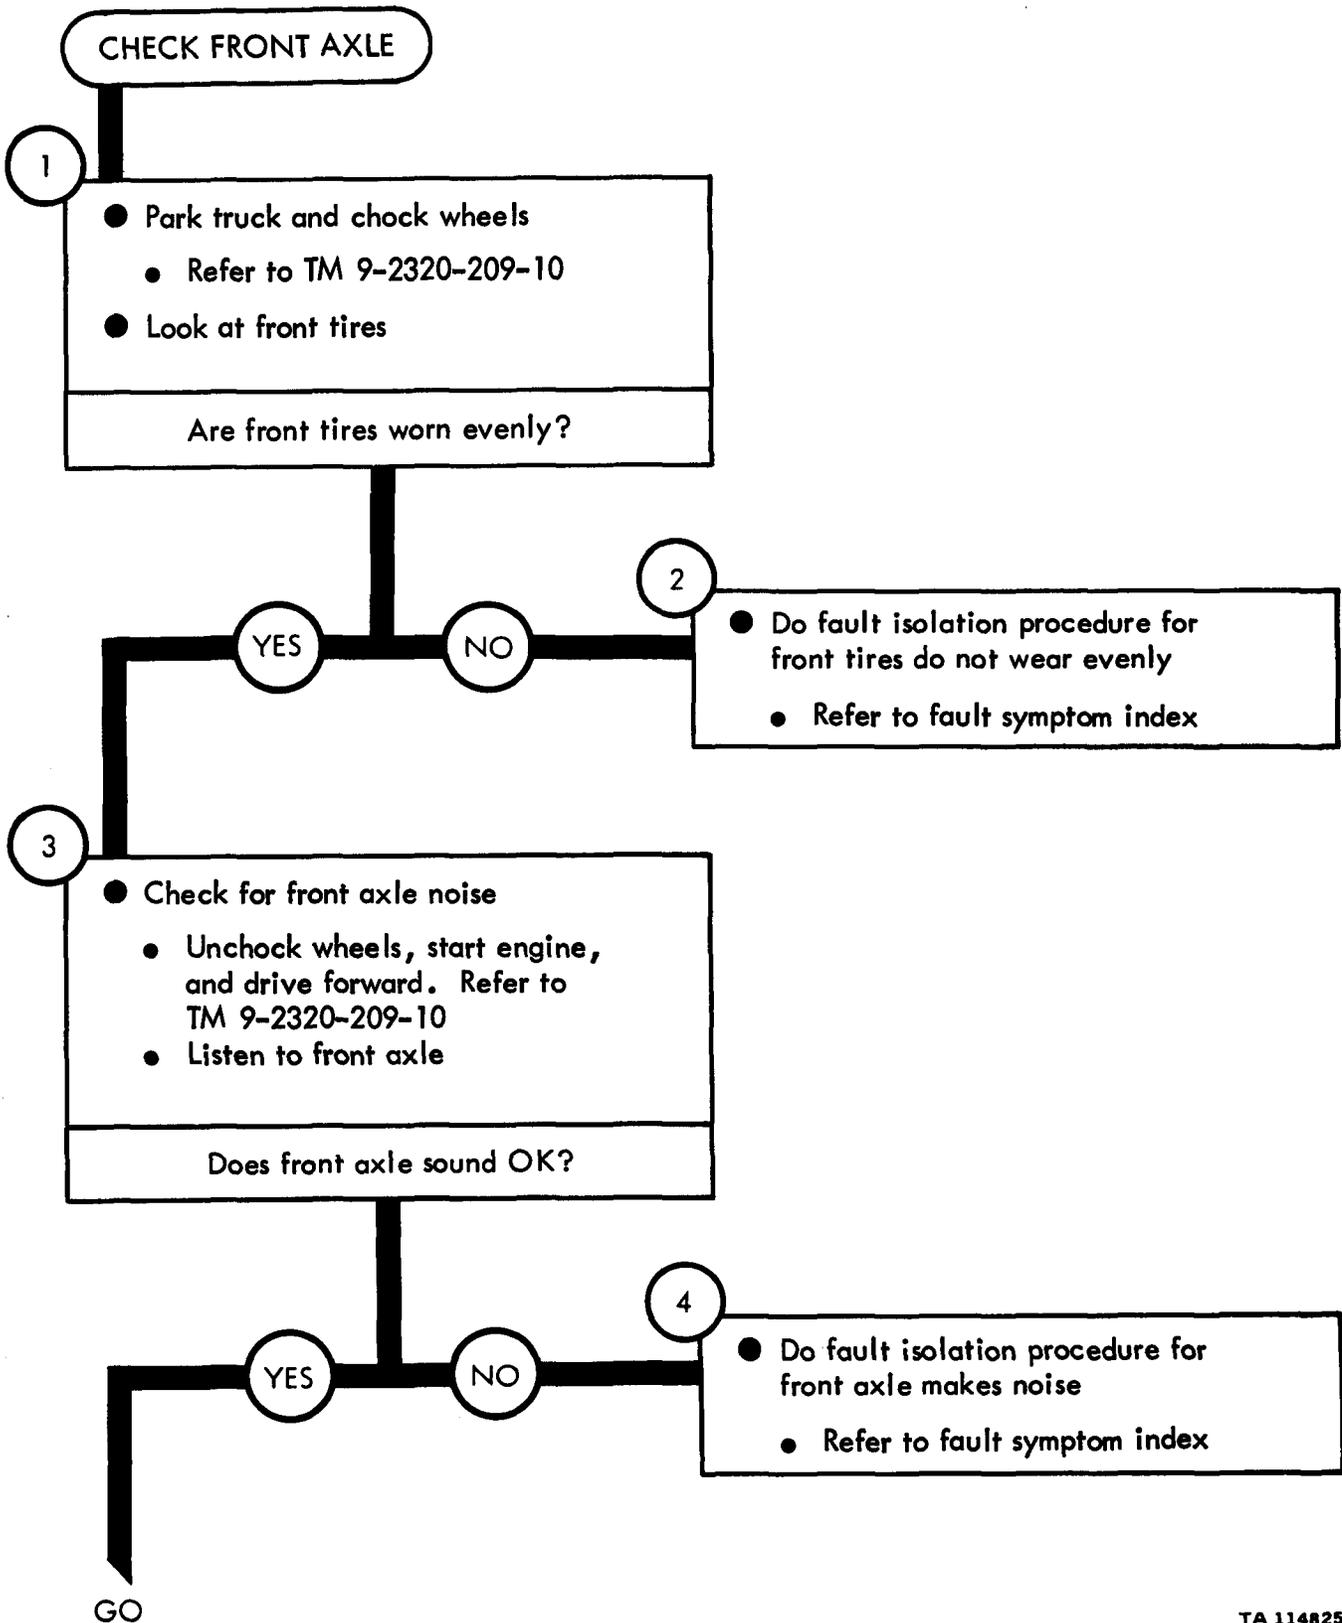 CHECK FRONT AXLE
1
● Park truck and chock wheels
● Refer to TM 9-2320-209-10
● Look at front tires
Are front tires worn evenly?
YES
NO
2
● Do fault isolation procedure for
front tires do not wear evenly
● Refer to fault symptom index
3
● Check for front axle noise
● Unchock wheels, start engine,
and drive forward. Refer to
TM 9-2320-209-10
● Listen to front axle
Does front axle sound OK?
YES
NO
4
● Do fault isolation procedure for
front axle makes noise
● Refer to fault symptom index
GO
TA 114825